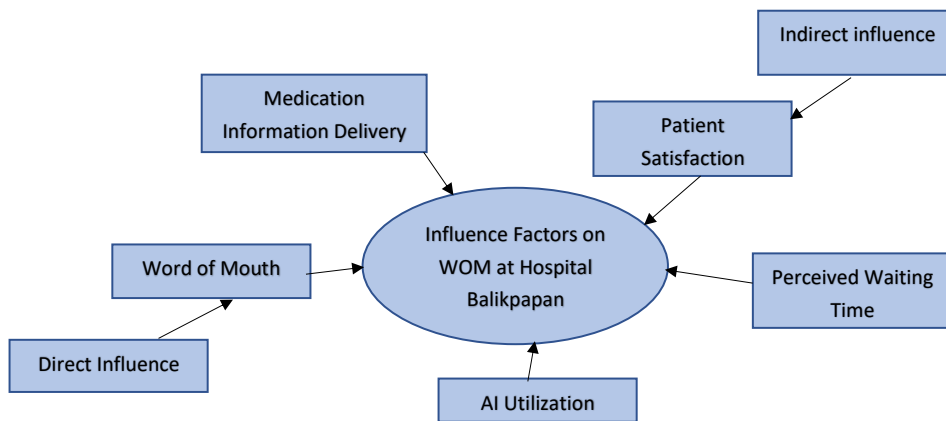 Indirect influence
Medication
Information Delivery
Patient
Satisfaction
Influence Factors on
WOM at Hospital
Balikpapan
Word of Mouth
Perceived Waiting
Time
Direct Influence
AI Utilization